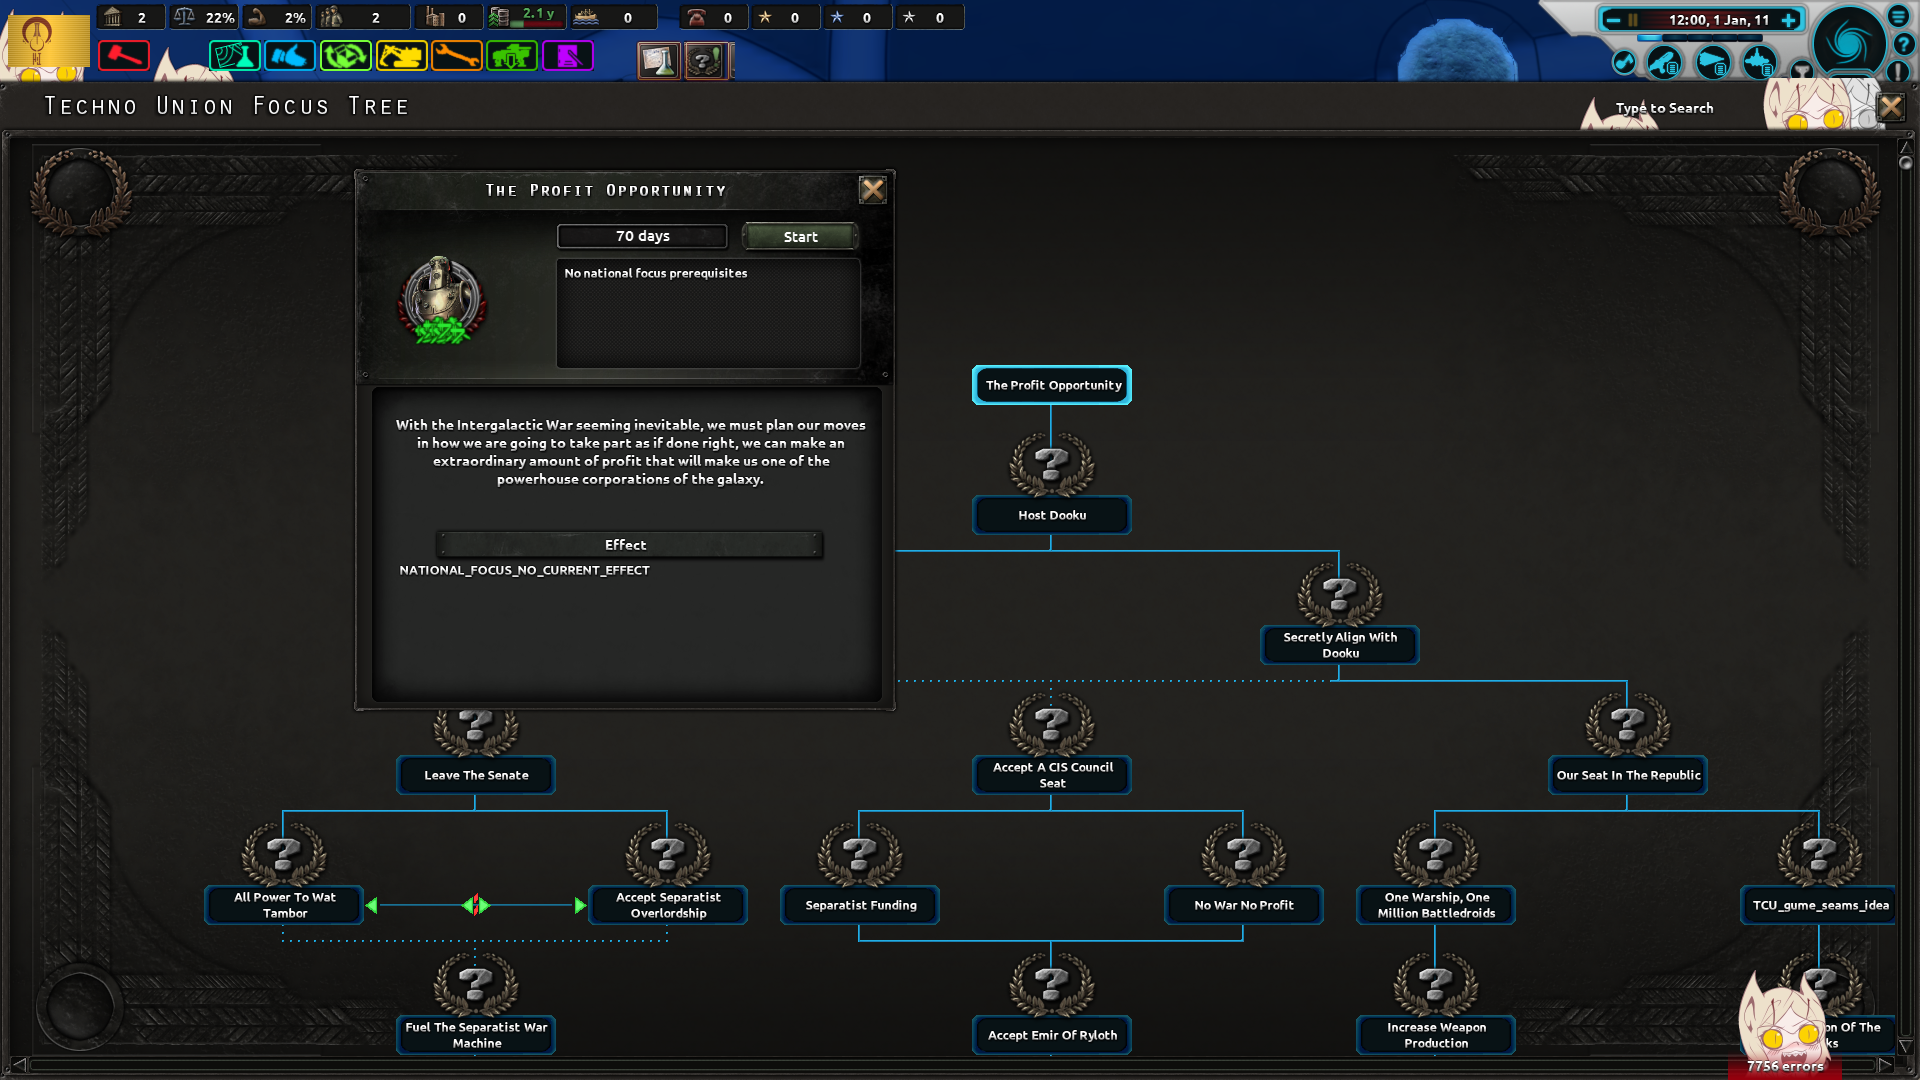 2
22%
2%
2
0
2.1 y
0
0
0
0
0
12:00, 1 Jan, 11
Techno Union Focus Tree
Type to Search
The Profit Opportunity
70 days
Start
No national focus prerequisites
With the Intergalactic War seeming inevitable, we must plan our moves
in how we are going to take part as if done right, we can make an
extraordinary amount of profit that will make us one of the
powerhouse corporations of the galaxy.
Effect
NATIONAL_FOCUS_NO_CURRENT_EFFECT
The Profit Opportunity
Host Dooku
Secretly Align With
Dooku
Leave The Senate
Accept A CIS Council
Seat
Our Seat In The Republic
All Power To Wat
Tambor
Accept Separatist
Overlordship
Separatist Funding
No War No Profit
One Warship, One
Million Battledroids
TCU_gume_seams_idea
Fuel The Separatist War
Machine
Accept Emir Of Ryloth
Increase Weapon
Production
Of The
7756 errors